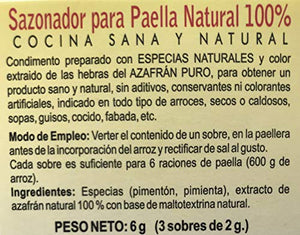 Sazonador para Paella Natural 100%
COCINA SANA Y NATURAL
Condimento preparado con ESPECIAS NATURALES y color
extraido de las hebras del AZAFRÁN PURO, para obtener un
producto sano y natural, sin aditivos, conservantes ni colorantes
artificiales, indicado en todo tipo de arroces, secos o caldosos,
sopas, guisos, cocido, fabada, etc.
Modo de Empleo: Verter el contenido de un sobre, en la paellera
antes de la incorporación del arroz y rectificar de sal al gusto.
Cada sobre es suficiente para 6 raciones de paella (600 g de
arroz).
Ingredientes: Especias (pimentón, pimienta), extracto de
azafrán natural 100% con base de maltotextrina natural.
PESO NETO: 6 g (3 sobres de 2 g.)